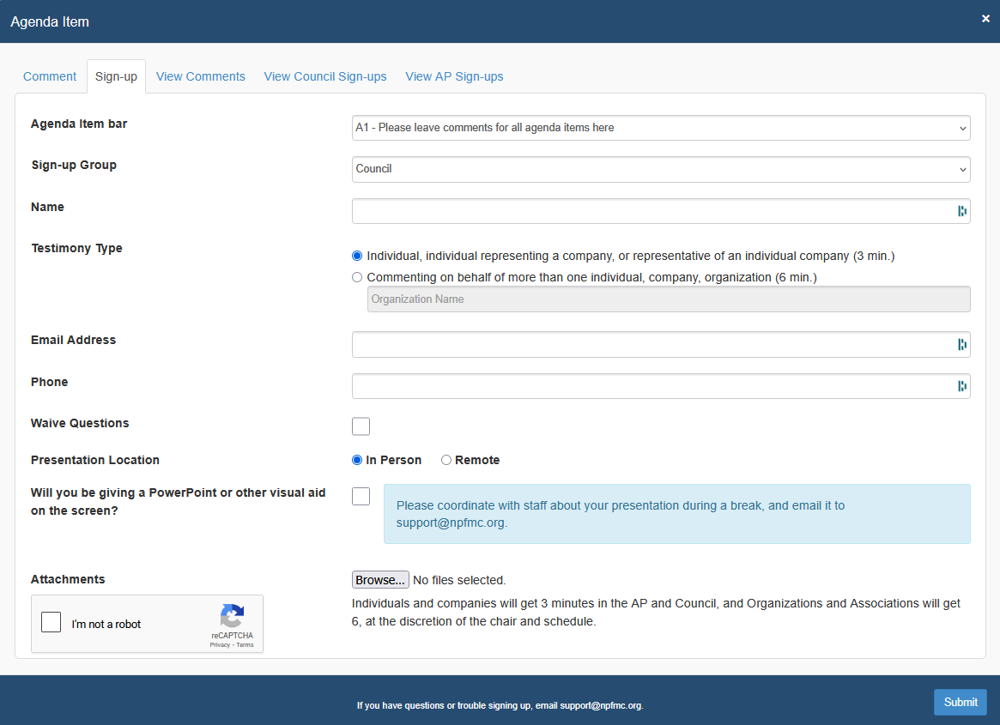 Agenda Item
×
Comment Sign-up View Comments View Council Sign-ups View AP Sign-ups
Agenda Item bar
A1 - Please leave comments for all agenda items here
Sign-up Group
Council
Name
Testimony Type
Individual, individual representing a company, or representative of an individual company (3 min.)
Commenting on behalf of more than one individual, company, organization (6 min.)
Organization Name
Email Address
Phone
Waive Questions
Presentation Location
In Person Remote
Will you be giving a PowerPoint or other visual aid
on the screen?
Please coordinate with staff about your presentation during a break, and email it to
support@npfmc.org.
Attachments
Browse... No files selected.
Individuals and companies will get 3 minutes in the AP and Council, and Organizations and Associations will get
6, at the discretion of the chair and schedule.
I'm not a robot
reCAPTCHA
Privacy - Terms
If you have questions or trouble signing up, email support@npfmc.org.
Submit